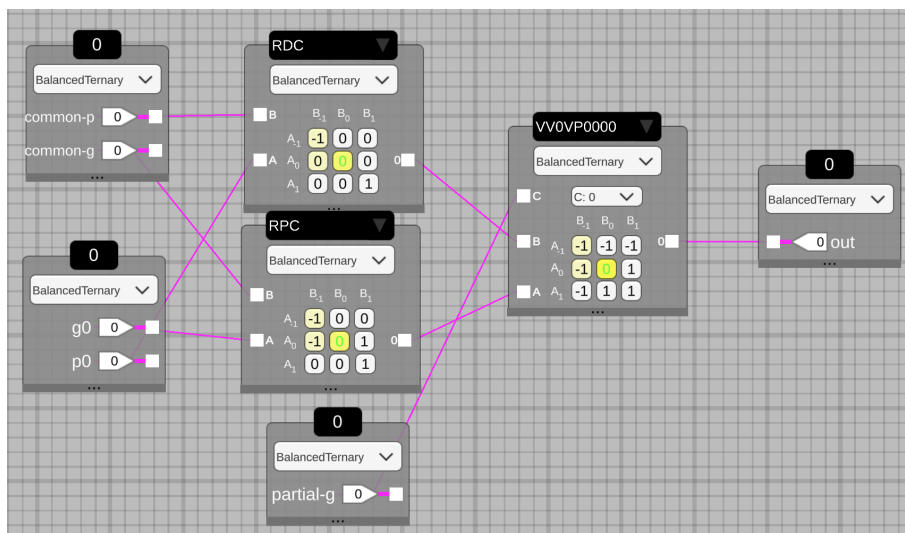 0
BalancedTernary
common-p 0
common-g 0
...
0
BalancedTernary
g0 0
p0 0
...
RDC
BalancedTernary
B
B-1 B0 B1
A-1 -1 0 0
A A0 0 0 0 0
A1 0 0 1
...
RPC
BalancedTernary
B
B-1 B0 B1
A-1 -1 0 0
A A0 -1 0 1 0
A1 0 0 1
...
0
BalancedTernary
partial-g 0
...
VV0VP0000
BalancedTernary
C C: 0
B-1 B0 B1
B A-1 -1 -1 -1 0
A0 -1 0 1
A A1 -1 1 1
...
0
BalancedTernary
0 out
...